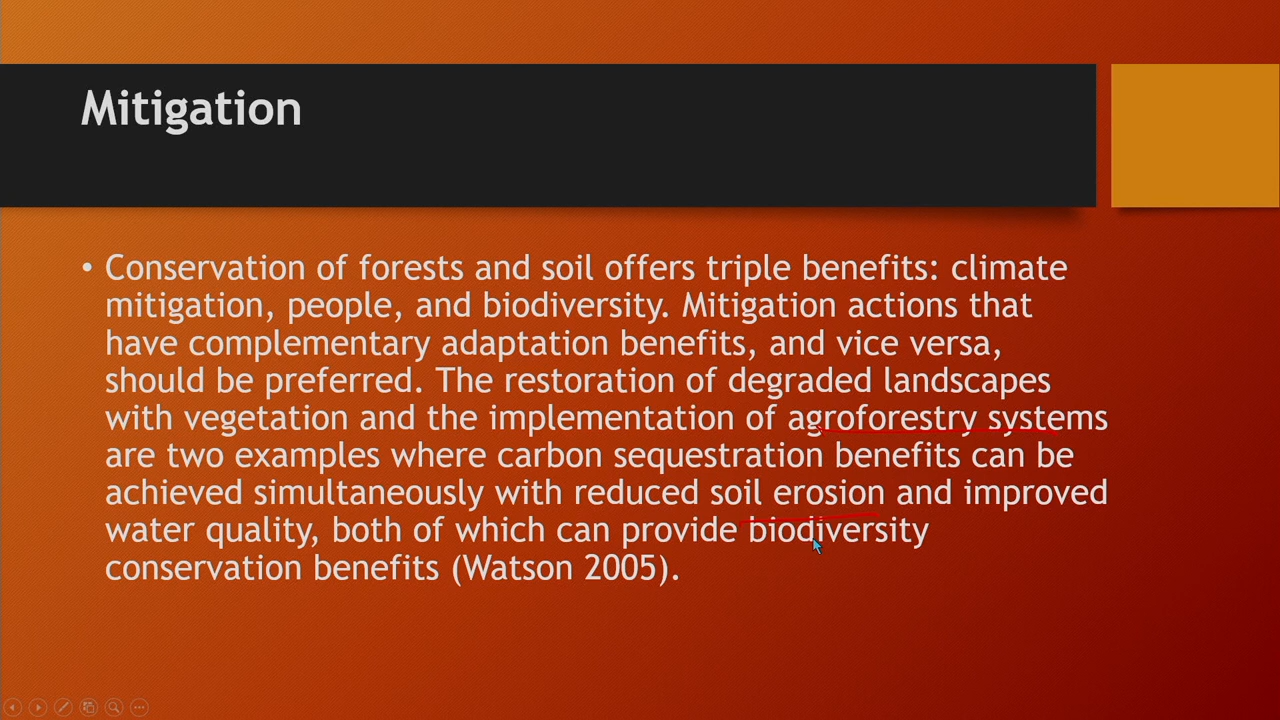 Mitigation
• Conservation of forests and soil offers triple benefits: climate
mitigation, people, and biodiversity. Mitigation actions that
have complementary adaptation benefits, and vice versa,
should be preferred. The restoration of degraded landscapes
with vegetation and the implementation of agroforestry systems
are two examples where carbon sequestration benefits can be
achieved simultaneously with reduced soil erosion and improved
water quality, both of which can provide biodiversity
conservation benefits (Watson 2005).